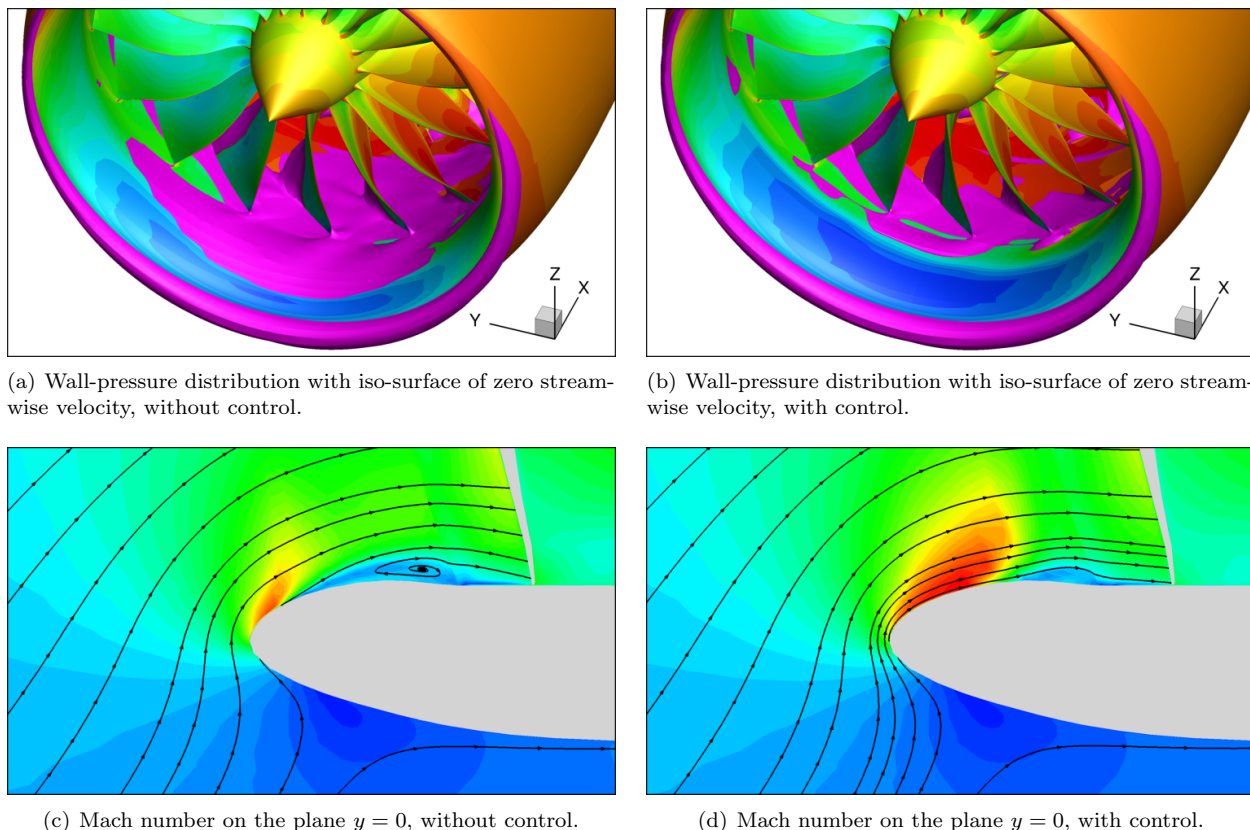 Z
X
Y
Z
X
Y
(a) Wall-pressure distribution with iso-surface of zero stream-
wise velocity, without control.
(b) Wall-pressure distribution with iso-surface of zero stream-
wise velocity, with control.
(c) Mach number on the plane y = 0, without control.
(d) Mach number on the plane y = 0, with control.